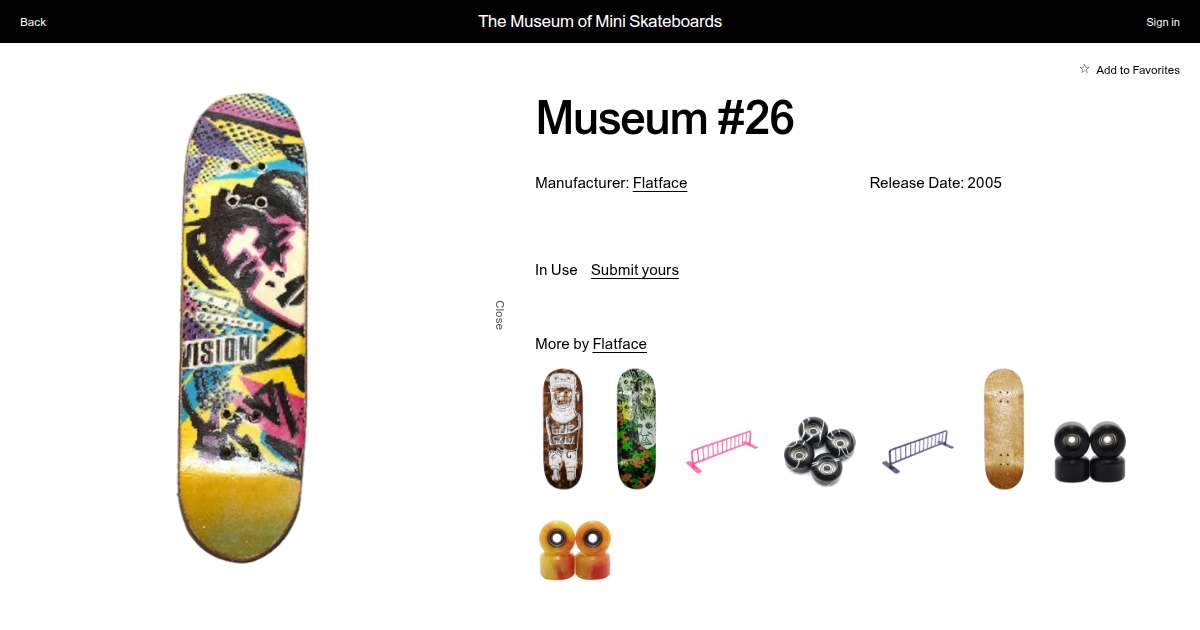 Back
The Museum of Mini Skateboards
Sign in
☆ Add to Favorites
Museum #26
Manufacturer: Flatface
Release Date: 2005
In Use Submit yours
Close
More by Flatface
VISION